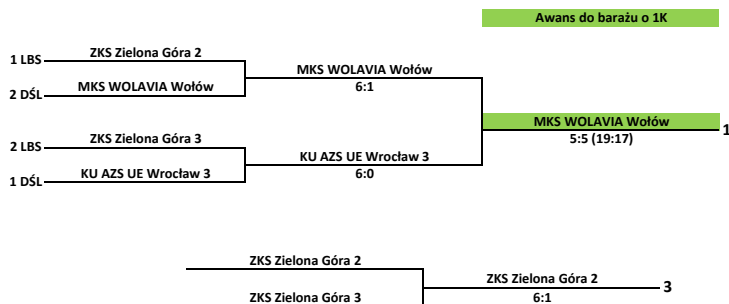 Awans do barażu o 1K
1 LBS
ZKS Zielona Góra 2
MKS WOLAVIA Wołów
6:1
2 DŚL
MKS WOLAVIA Wołów
MKS WOLAVIA Wołów
1
5:5 (19:17)
2 LBS
ZKS Zielona Góra 3
KU AZS UE Wrocław 3
6:0
1 DŚL
KU AZS UE Wrocław 3
ZKS Zielona Góra 2
ZKS Zielona Góra 2
3
ZKS Zielona Góra 3
6:1